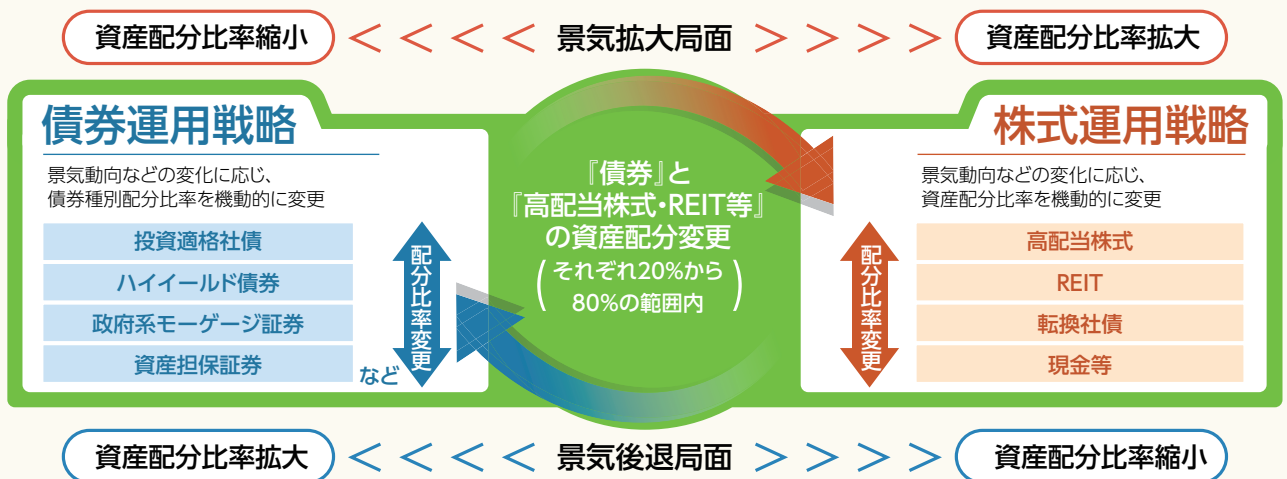 資産配分比率縮小 ＜ ＜ ＜ ＜ ＜ 景気拡大局面 ＞ ＞ ＞ ＞ ＞ 資産配分比率拡大
債券運用戦略
景気動向などの変化に応じ、
債券種別配分比率を機動的に変更
投資適格社債
ハイイールド債券
政府系モーゲージ証券
資産担保証券
など
配分比率変更
『債券』と
『高配当株式・REIT等』
の資産配分変更
(それぞれ20%から
80%の範囲内)
株式運用戦略
景気動向などの変化に応じ、
資産配分比率を機動的に変更
配分比率変更
高配当株式
REIT
転換社債
現金等
資産配分比率拡大 ＜ ＜ ＜ ＜ ＜ 景気後退局面 ＞ ＞ ＞ ＞ ＞ 資産配分比率縮小